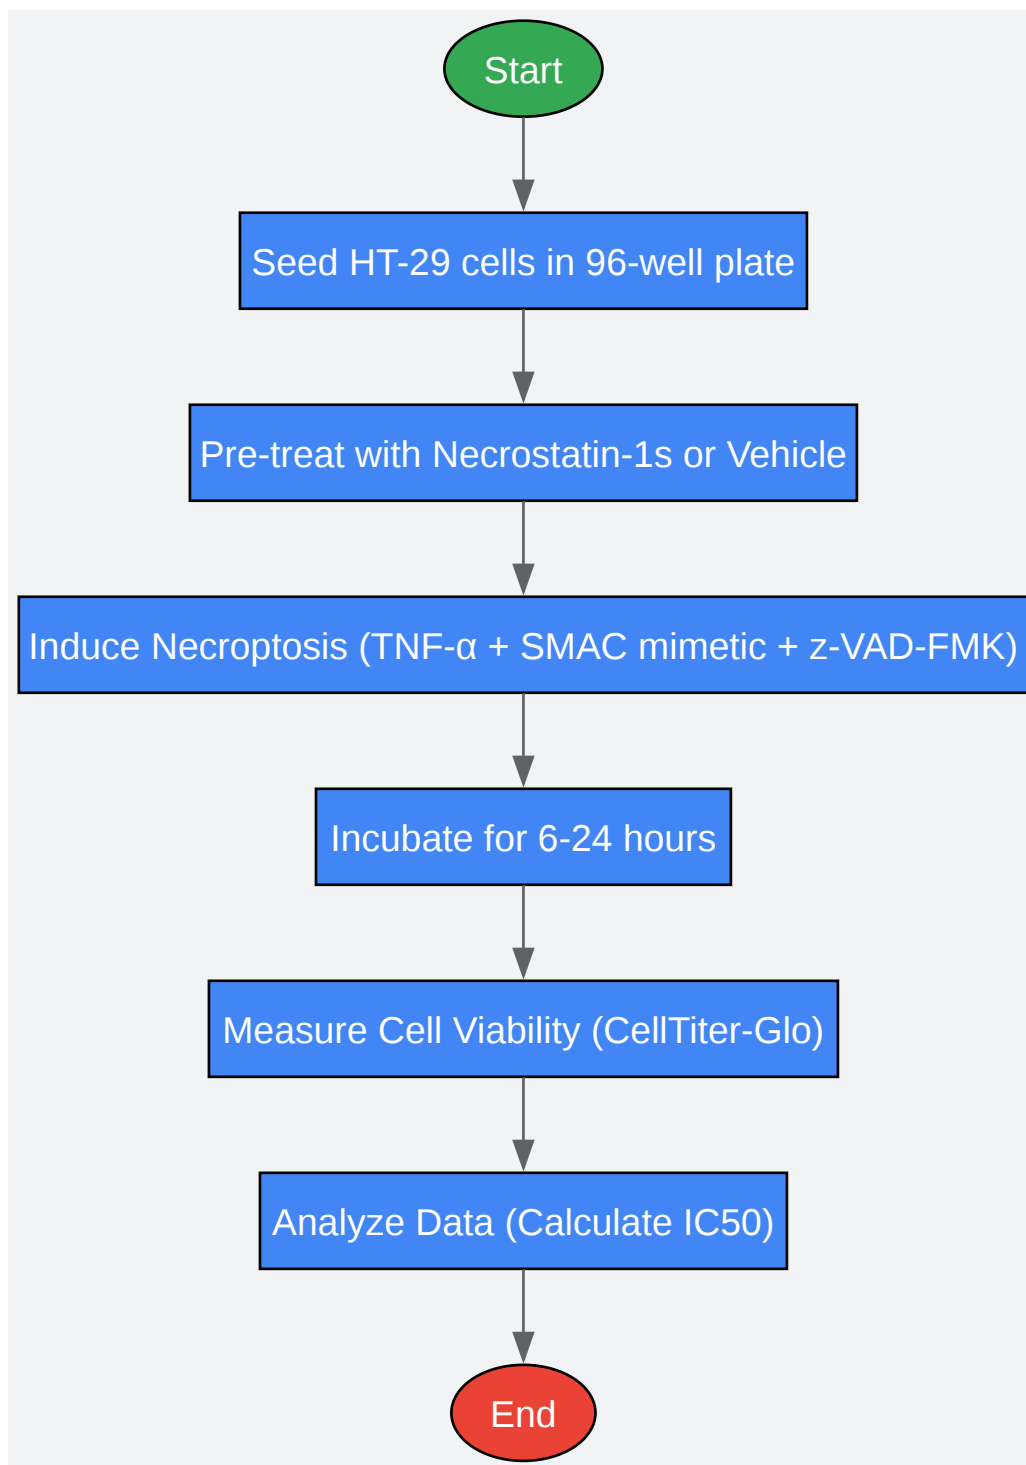 Start
Seed HT-29 cells in 96-well plate
Pre-treat with Necrostatin-1s or Vehicle
Induce Necroptosis (TNF-α + SMAC mimetic + z-VAD-FMK)
Incubate for 6-24 hours
Measure Cell Viability (CellTiter-Glo)
Analyze Data (Calculate IC50)
End